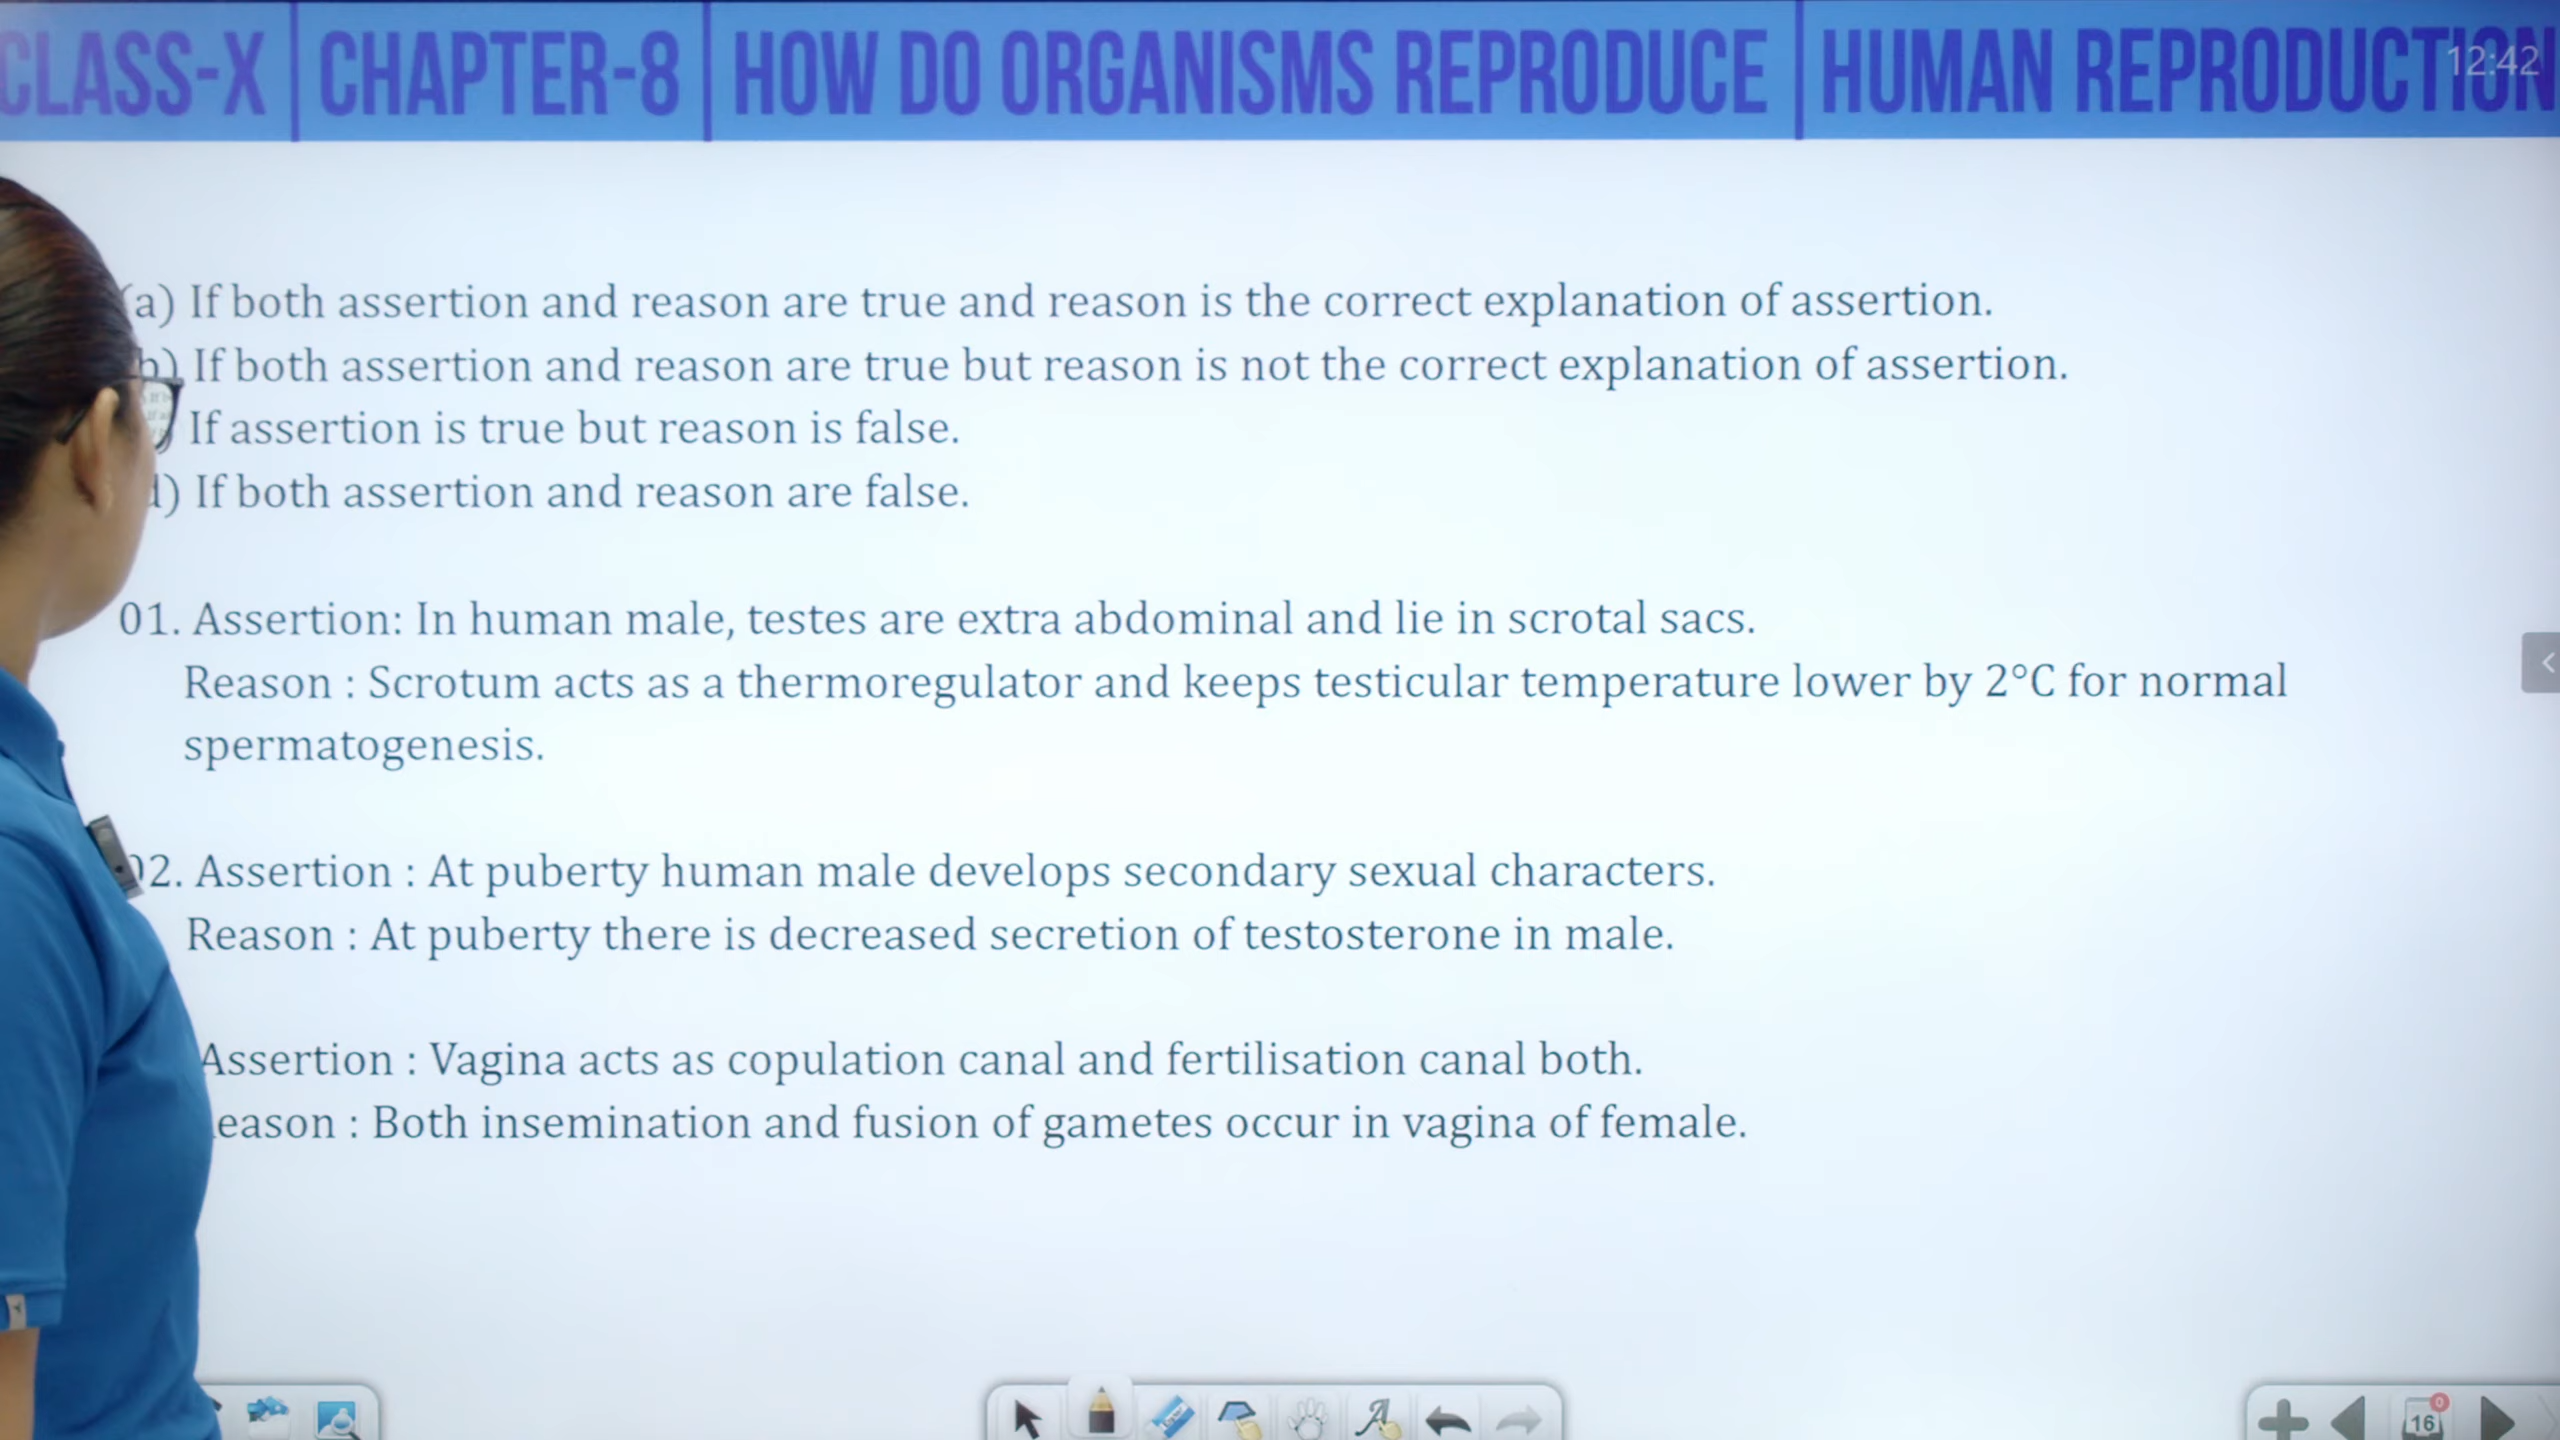 CLASS-X | CHAPTER-8 | HOW DO ORGANISMS REPRODUCE | HUMAN REPRODUCTION
12:42
(a) If both assertion and reason are true and reason is the correct explanation of assertion.
b) If both assertion and reason are true but reason is not the correct explanation of assertion.
If assertion is true but reason is false.
d) If both assertion and reason are false.
01. Assertion: In human male, testes are extra abdominal and lie in scrotal sacs.
Reason : Scrotum acts as a thermoregulator and keeps testicular temperature lower by 2°C for normal
spermatogenesis.
02. Assertion : At puberty human male develops secondary sexual characters.
Reason : At puberty there is decreased secretion of testosterone in male.
Assertion : Vagina acts as copulation canal and fertilisation canal both.
eason : Both insemination and fusion of gametes occur in vagina of female.
16
0